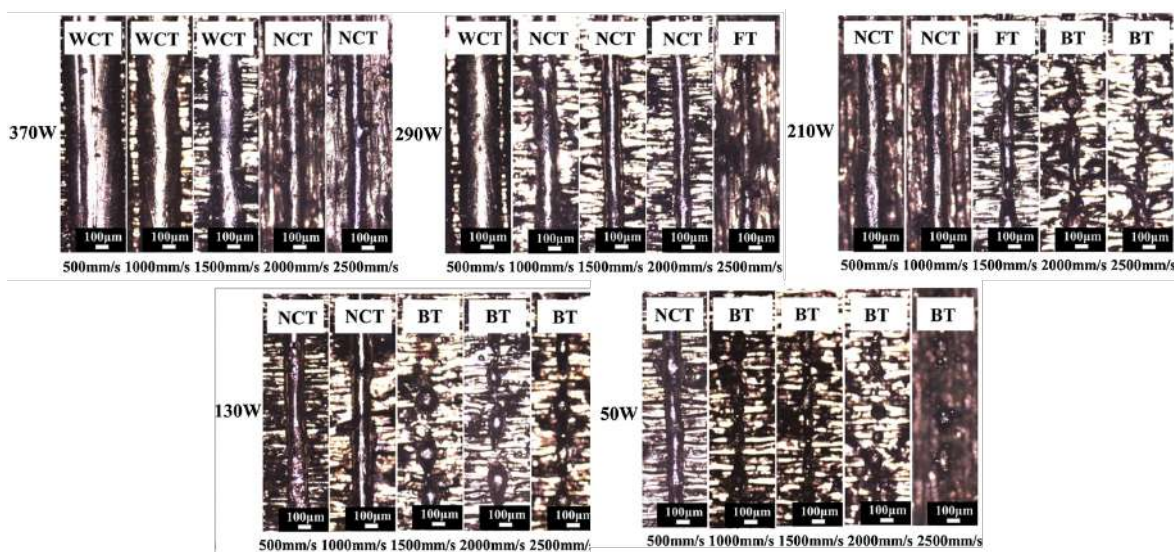 WCT WCT WCT NCT NCT
370W
100μm 100μm 100μm 100μm 100μm
500mm/s 1000mm/s 1500mm/s 2000mm/s 2500mm/s
WCT NCT NCT NCT FT
290W
100μm 100μm 100μm 100μm 100μm
500mm/s 1000mm/s 1500mm/s 2000mm/s 2500mm/s
NCT NCT FT BT BT
210W
100μm 100μm 100μm 100μm 100μm
500mm/s 1000mm/s 1500mm/s 2000mm/s 2500mm/s
NCT NCT BT BT BT
130W
100μm 100μm 100μm 100μm 100μm
500mm/s 1000mm/s 1500mm/s 2000mm/s 2500mm/s
NCT BT BT BT BT
50W
100μm 100μm 100μm 100μm 100μm
500mm/s 1000mm/s 1500mm/s 2000mm/s 2500mm/s